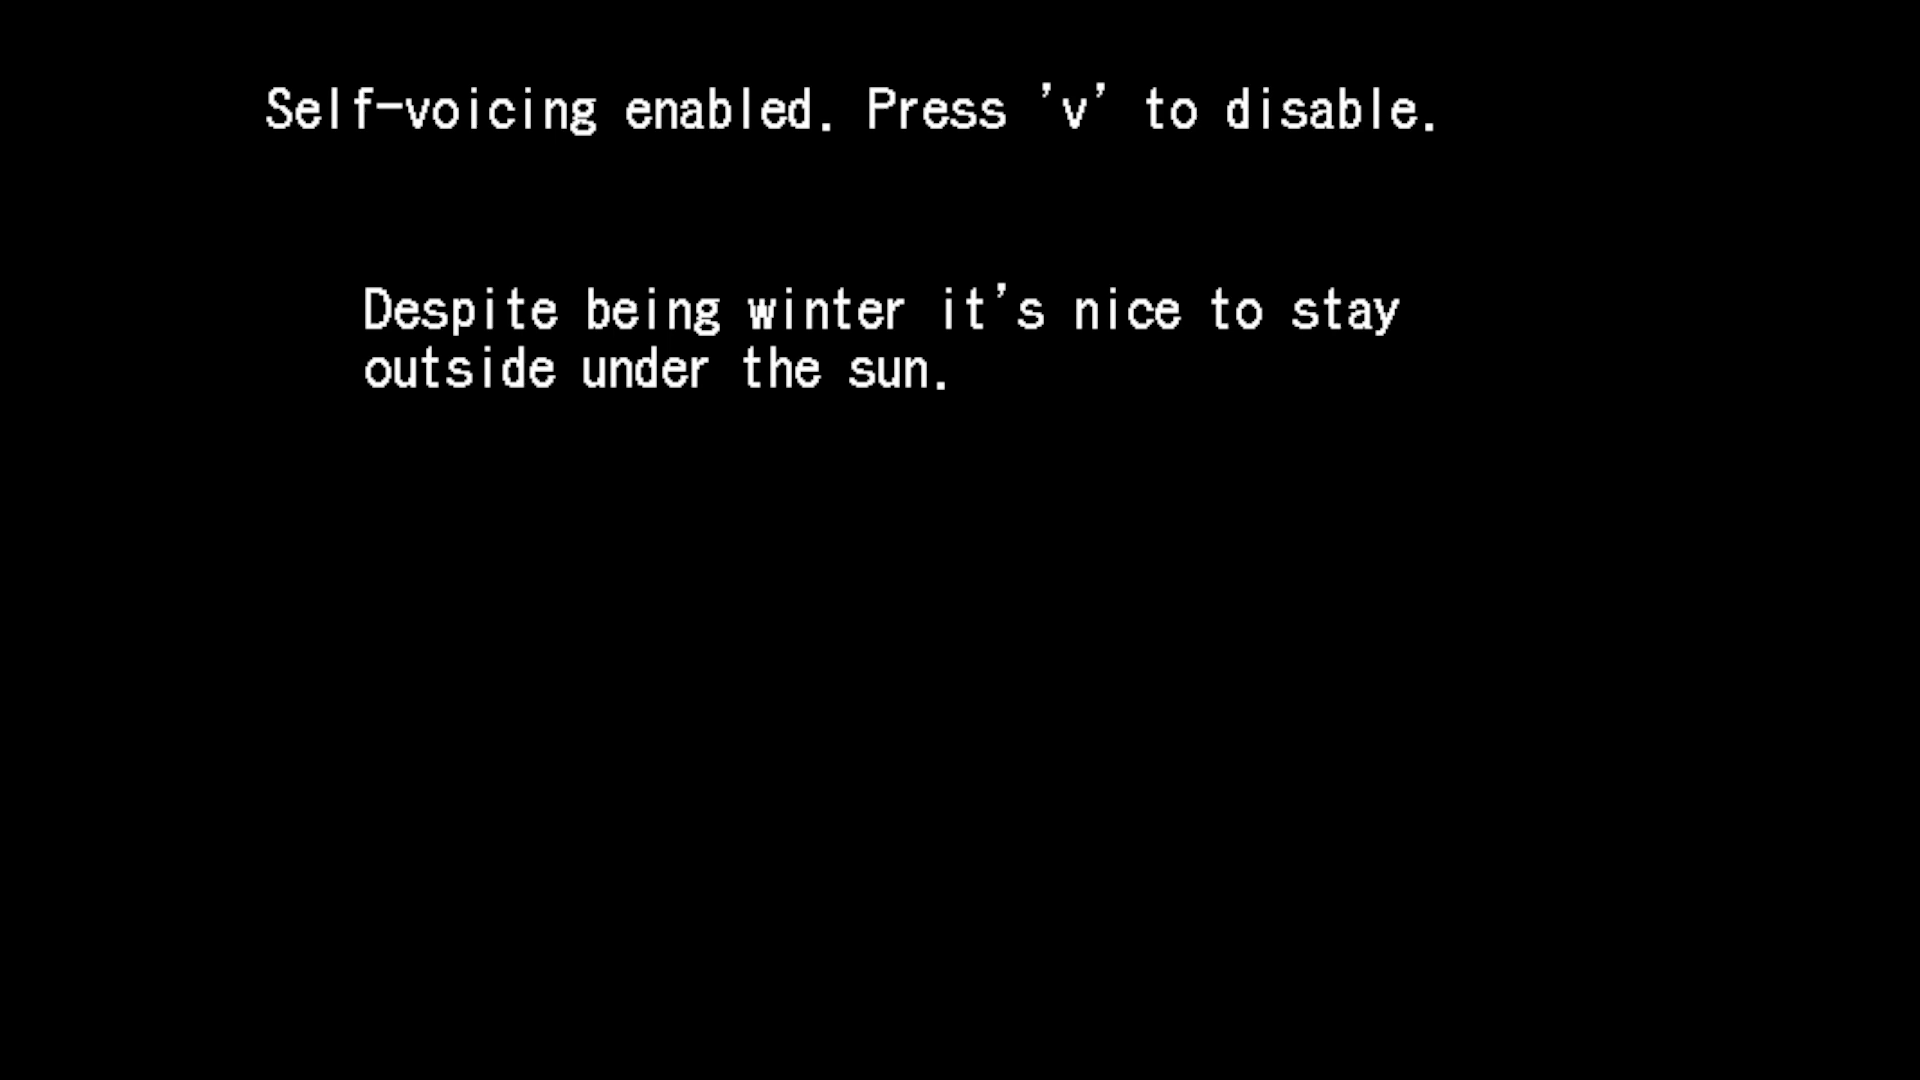 Self-voicing enabled. Press 'v' to disable.
Despite being winter it's nice to stay
outside under the sun.